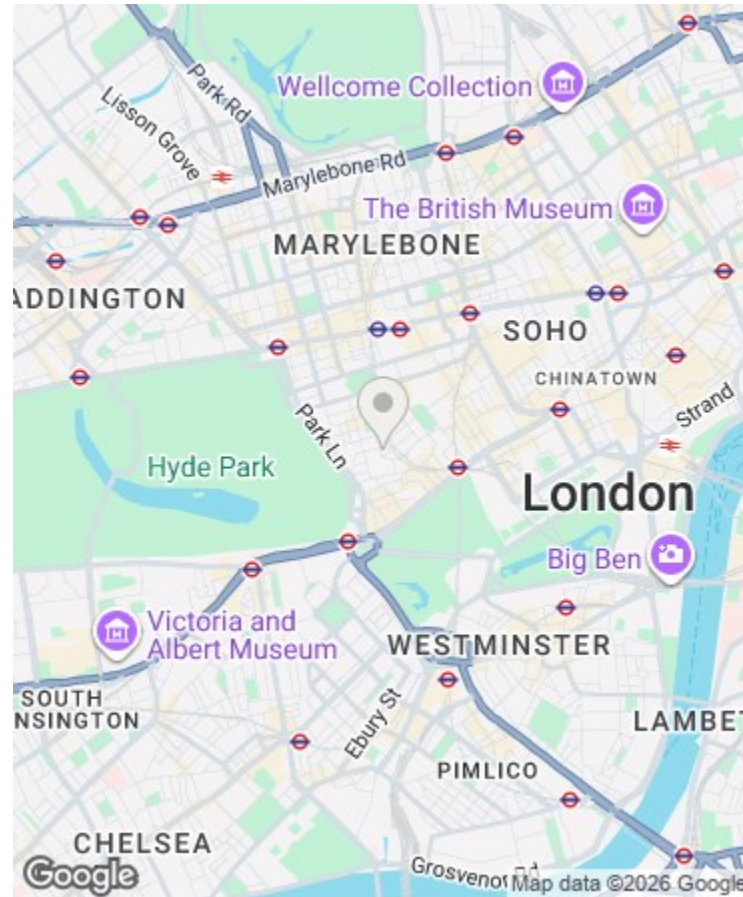 Park Rd
Lisson Grove
Wellcome Collection
Marylebone Rd
The British Museum
MARYLEBONE
ADDINGTON
SOHO
CHINATOWN
Strand
Park Ln
Hyde Park
London
Big Ben
Victoria and
Albert Museum
WESTMINSTER
SOUTH
NSINGTON
Ebury St
LAMBET
PIMLICO
CHELSEA
Google
Map data ©2026 Google